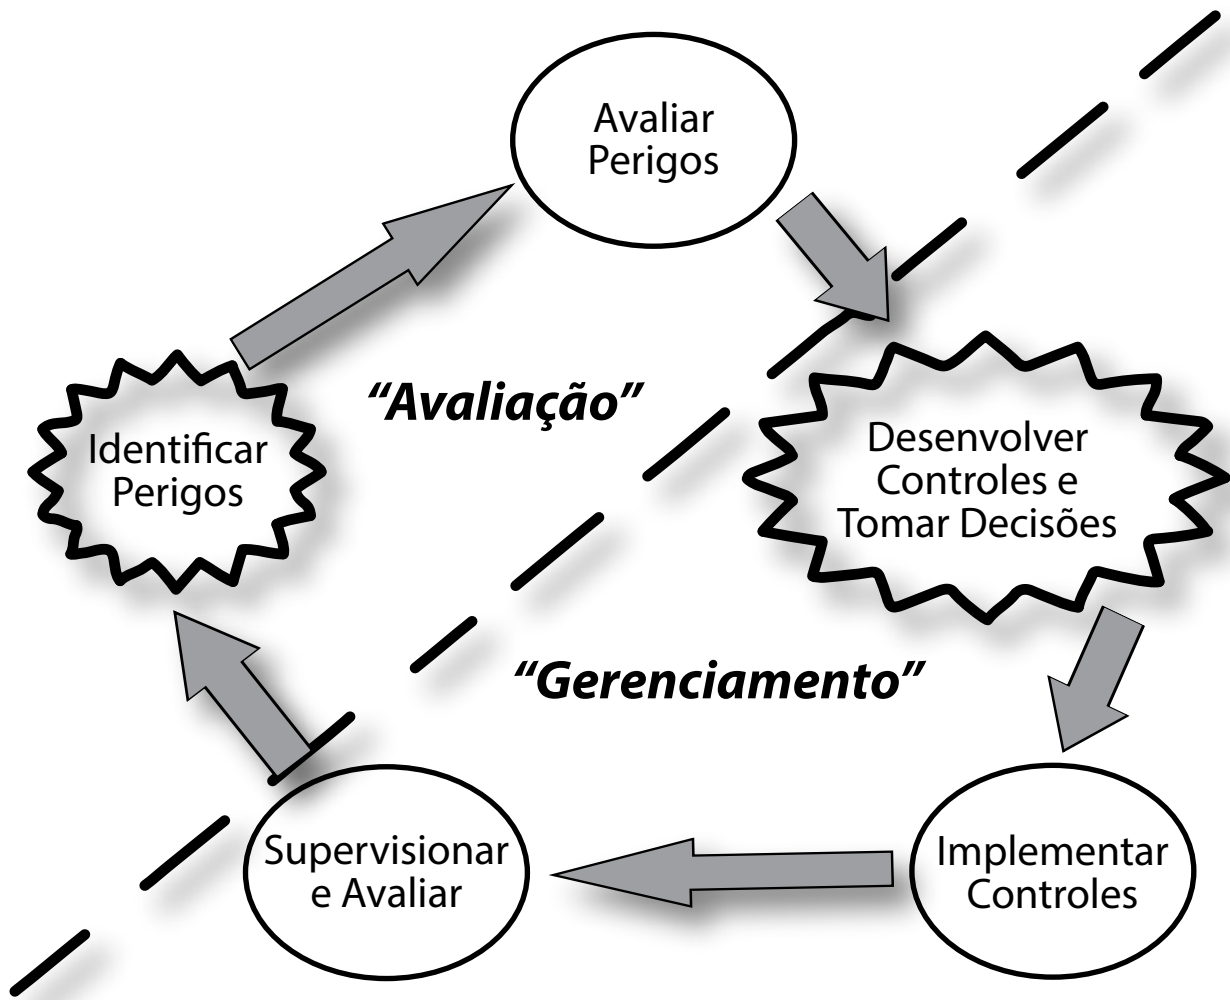 Avaliar
Perigos
“Avaliação”
Identificar
Perigos
Desenvolver
Controles e
Tomar Decisões
“Gerenciamento”
Supervisionar
e Avaliar
Implementar
Controles